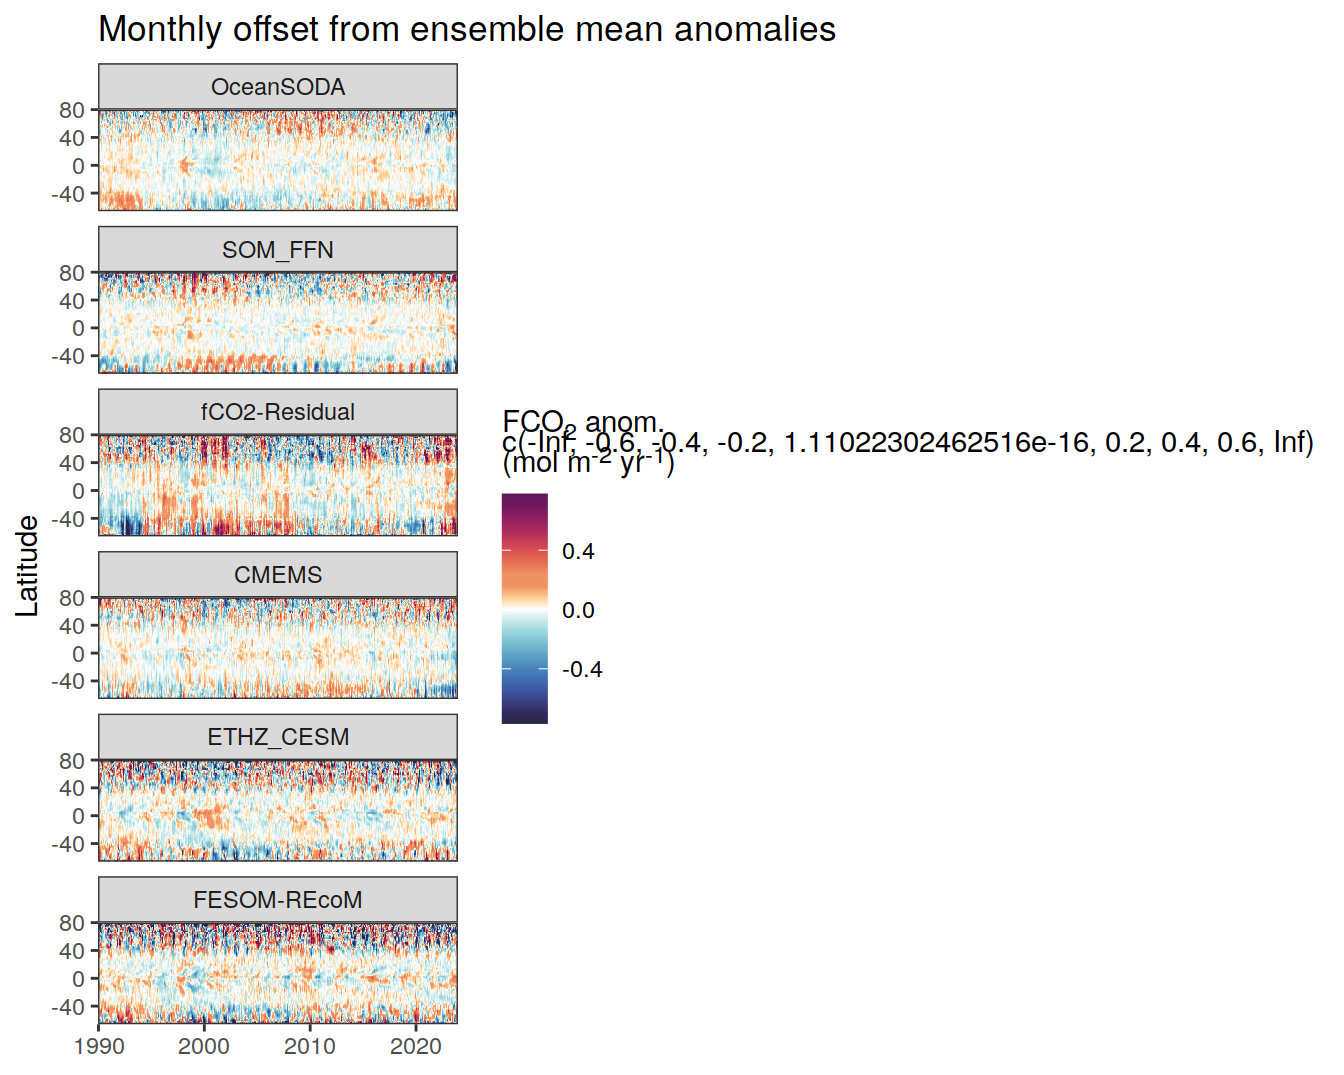 Monthly offset from ensemble mean anomalies
OceanSODA
80
40
0
-40
SOM_FFN
80
40
0
-40
fCO2-Residual
80
40
0
-40
CMEMS
80
40
0
-40
ETHZ_CESM
80
40
0
-40
FESOM-REcoM
80
40
0
-40
1990 2000 2010 2020
Latitude
FCO₂ anom.
c(-Inf, -0.6, -0.4, -0.2, 1.11022302462516e-16, 0.2, 0.4, 0.6, Inf)
(mol m⁻² yr⁻¹)
0.4
0.0
-0.4